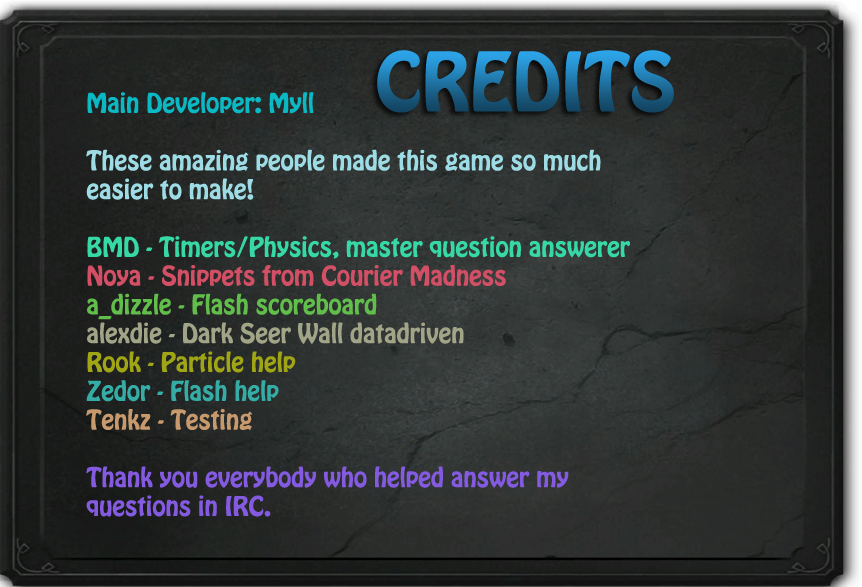 CREDITS
Main Developer: Myll
These amazing people made this game so much
easier to make!
BMD - Timers/Physics, master question answerer
Noya - Snippets from Courier Madness
a_dizzle - Flash scoreboard
alexdie - Dark Seer Wall datadriven
Rook - Particle help
Zedor - Flash help
Tenkz - Testing
Thank you everybody who helped answer my
questions in IRC.